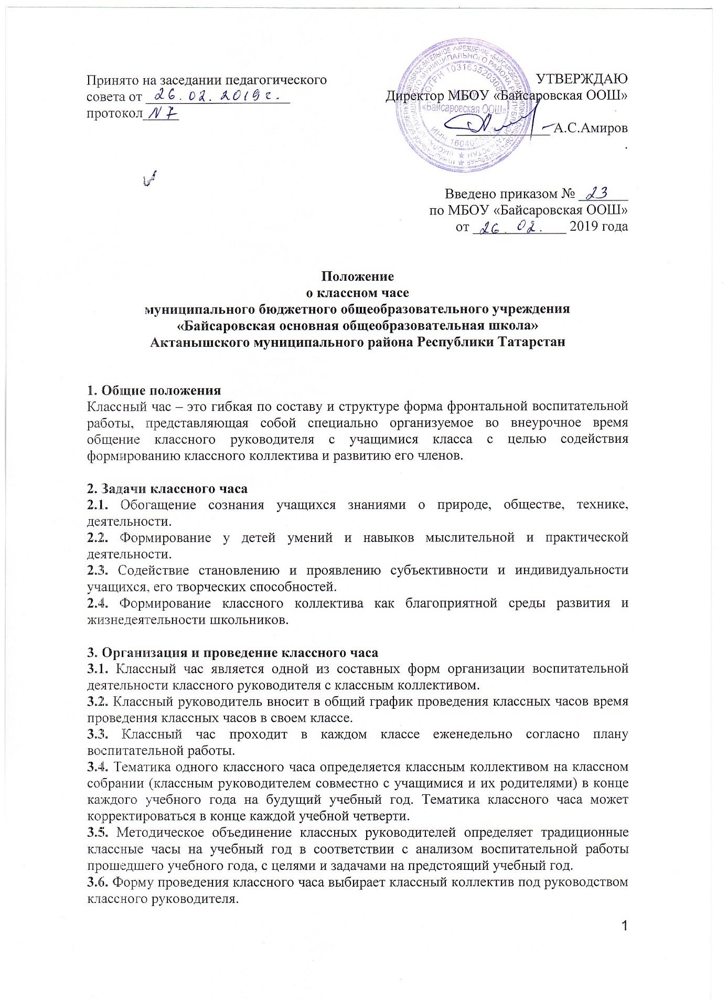 Принято на заседании педагогического
совета от 26.02.2019г.
протокол N 7
УТВЕРЖДАЮ
Директор МБОУ «Байсаровская ООШ»
А.С.Амиров
.
«Байсаровская ООШ»
Введено приказом № 23
по МБОУ «Байсаровская ООШ»
от 26.02. 2019 года
Положение
о классном часе
муниципального бюджетного общеобразовательного учреждения
«Байсаровская основная общеобразовательная школа»
Актанышского муниципального района Республики Татарстан
1. Общие положения
Классный час – это гибкая по составу и структуре форма фронтальной воспитательной
работы, представляющая собой специально организуемое во внеурочное время
общение классного руководителя с учащимися класса с целью содействия
формированию классного коллектива и развитию его членов.
2. Задачи классного часа
2.1. Обогащение сознания учащихся знаниями о природе, обществе, технике,
деятельности.
2.2. Формирование у детей умений и навыков мыслительной и практической
деятельности.
2.3. Содействие становлению и проявлению субъективности и индивидуальности
учащихся, его творческих способностей.
2.4. Формирование классного коллектива как благоприятной среды развития и
жизнедеятельности школьников.
3. Организация и проведение классного часа
3.1. Классный час является одной из составных форм организации воспитательной
деятельности классного руководителя с классным коллективом.
3.2. Классный руководитель вносит в общий график проведения классных часов время
проведения классных часов в своем классе.
3.3. Классный час проходит в каждом классе еженедельно согласно плану
воспитательной работы.
3.4. Тематика одного классного часа определяется классным коллективом на классном
собрании (классным руководителем совместно с учащимися и их родителями) в конце
каждого учебного года на будущий учебный год. Тематика классного часа может
корректироваться в конце каждой учебной четверти.
3.5. Методическое объединение классных руководителей определяет традиционные
классные часы на учебный год в соответствии с анализом воспитательной работы
прошедшего учебного года, с целями и задачами на предстоящий учебный год.
3.6. Форму проведения классного часа выбирает классный коллектив под руководством
классного руководителя.
1